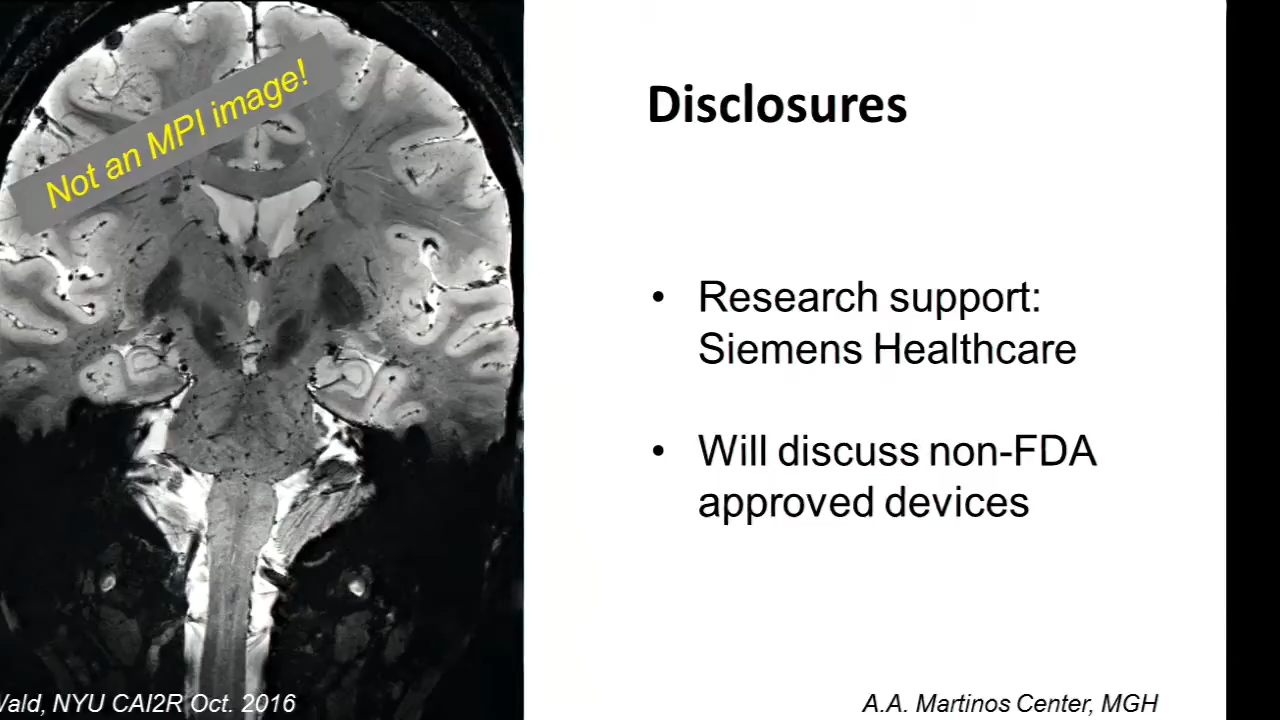 Not an MPI image!
Disclosures
• Research support:
Siemens Healthcare
• Will discuss non-FDA
approved devices
Wald, NYU CAI2R Oct. 2016
A.A. Martinos Center, MGH